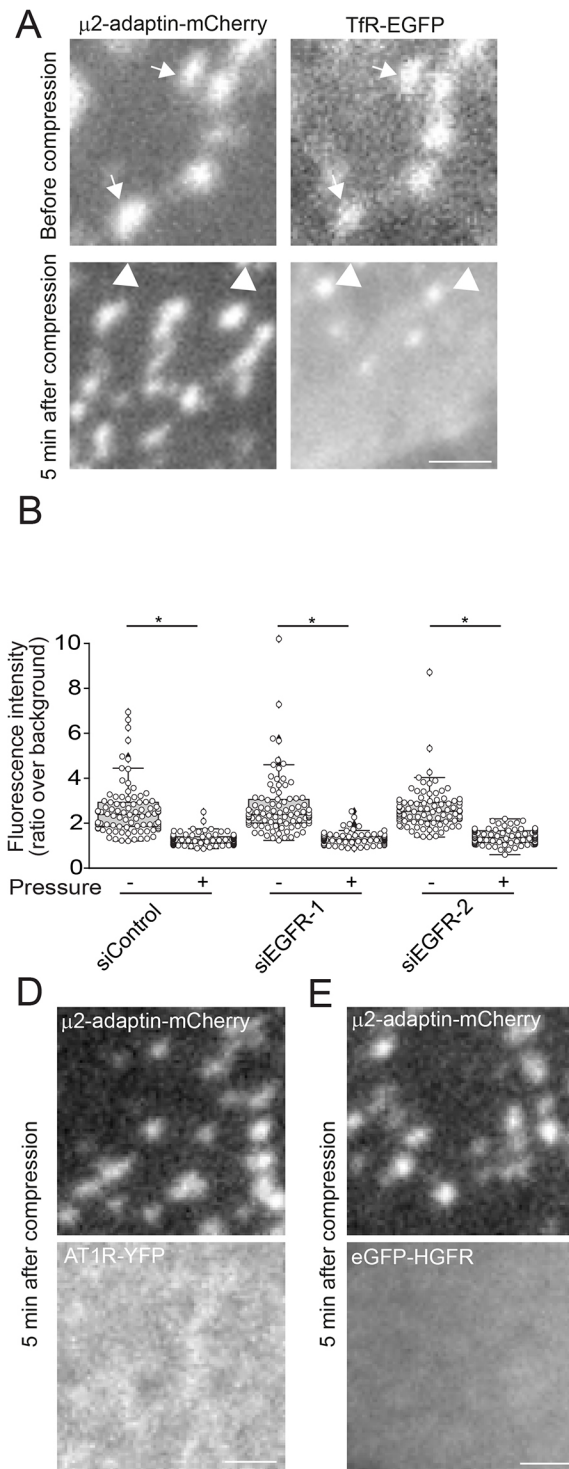 A
μ2-adaptin-mCherry
TfR-EGFP
Before compression
5 min after compression
B
Fluorescence intensity
(ratio over background)
10
8
6
4
2
0
* * *
Pressure - + - + - +
siControl
siEGFR-1
siEGFR-2
D
μ2-adaptin-mCherry
5 min after compression
AT1R-YFP
E
μ2-adaptin-mCherry
5 min after compression
eGFP-HGFR